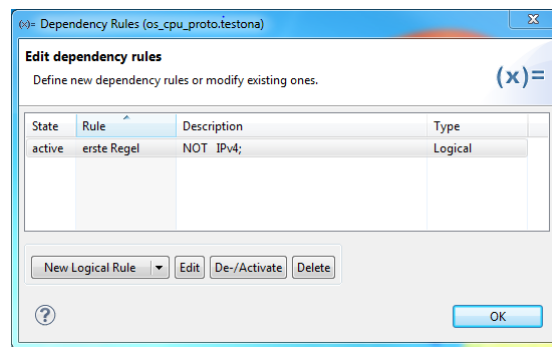 (x)= Dependency Rules (os_cpu_proto.testona)
Edit dependency rules
Define new dependency rules or modify existing ones.
(x)=
State Rule Description Type
active erste Regel NOT IPv4; Logical
New Logical Rule Edit De-/Activate Delete
? OK